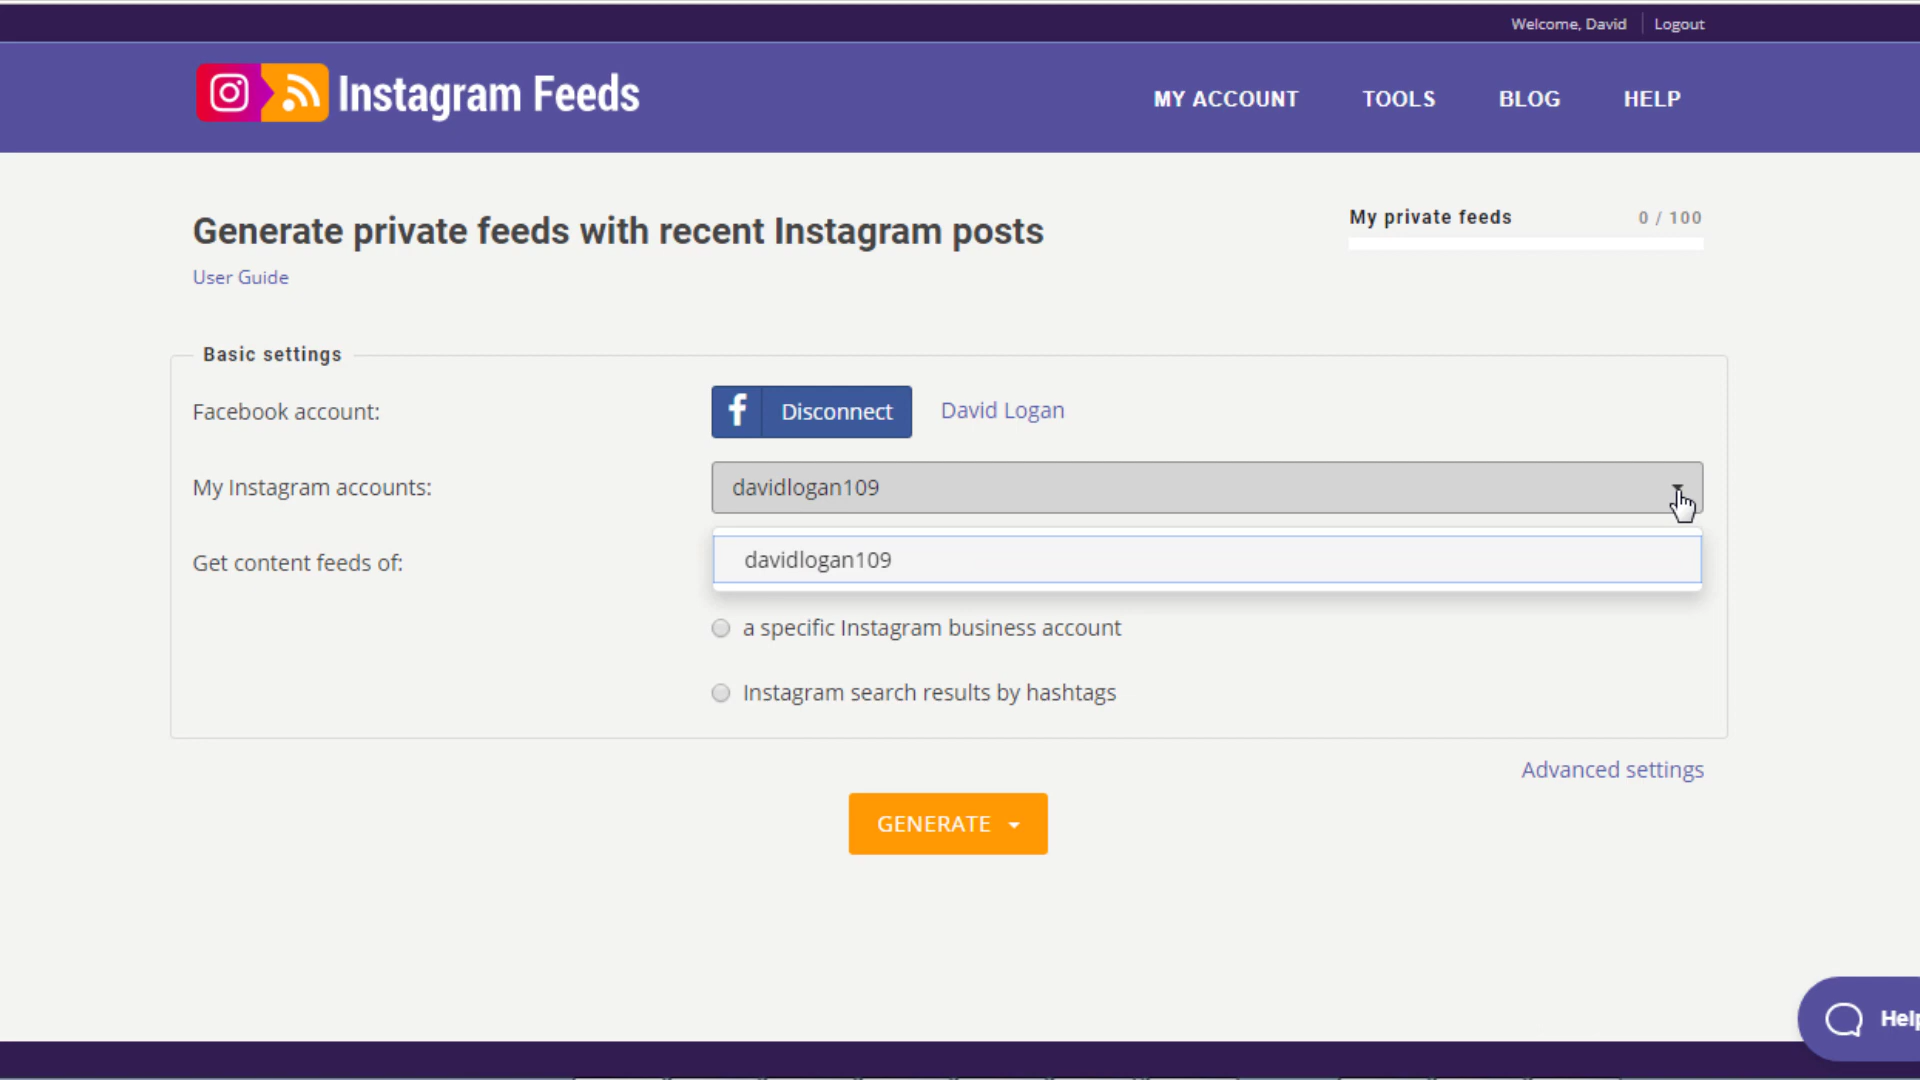 Welcome, David
Logout
Instagram Feeds
MY ACCOUNT
TOOLS
BLOG
HELP
Generate private feeds with recent Instagram posts
My private feeds
0 / 100
User Guide
Basic settings
Facebook account:
Disconnect
David Logan
My Instagram accounts:
davidlogan109
davidlogan109
Get content feeds of:
a specific Instagram business account
Instagram search results by hashtags
Advanced settings
GENERATE
Help